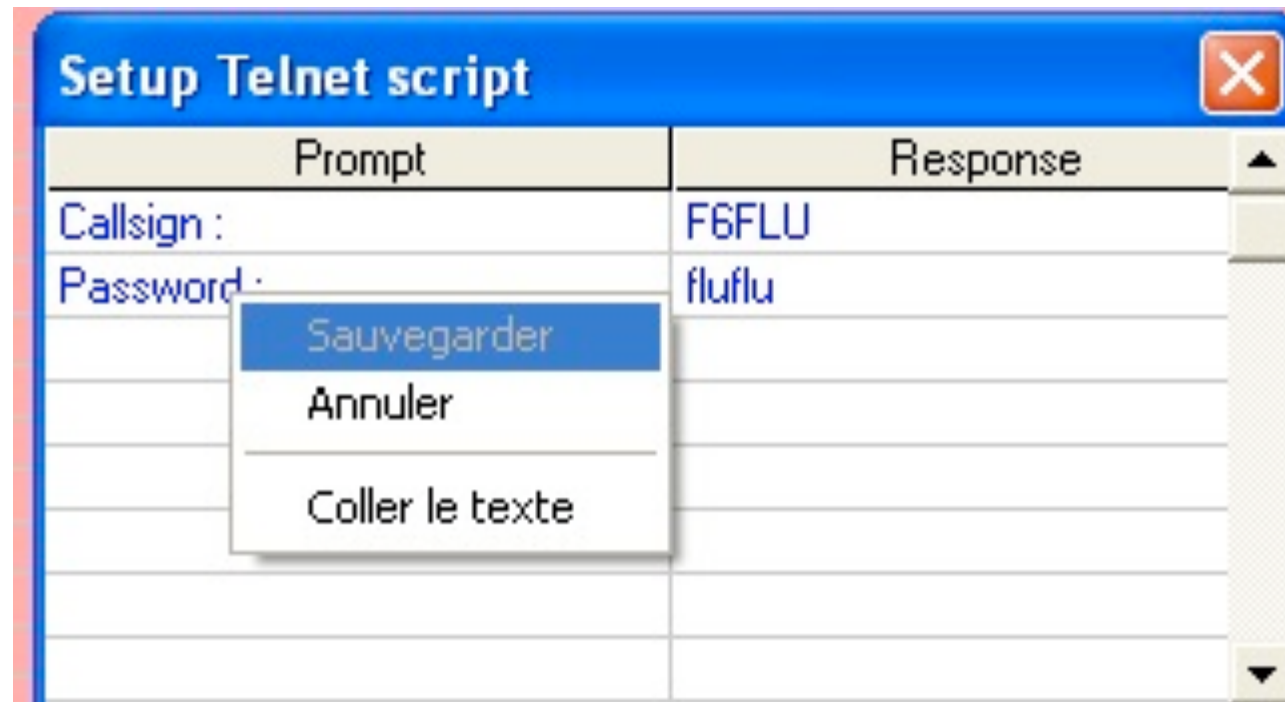 Setup Telnet script
Prompt Response
Callsign : F6FLU
Password : fluflu
Sauvegarder
Annuler
Coller le texte